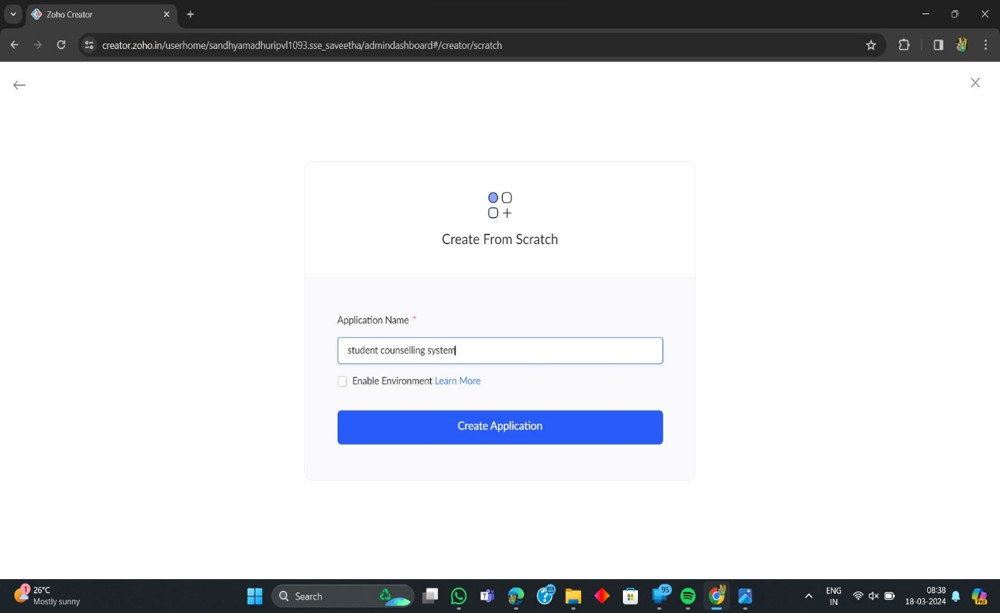 Zoho Creator
creator.zoho.in/userhome/sandhyamadhuripvl1093.sse_saveetha/admindashboard#/creator/scratch
Create From Scratch
Application Name *
student counselling system
Enable Environment Learn More
Create Application
1
26°C
Mostly sunny
Search
95
ENG
IN
08:38
18-03-2024
PRE